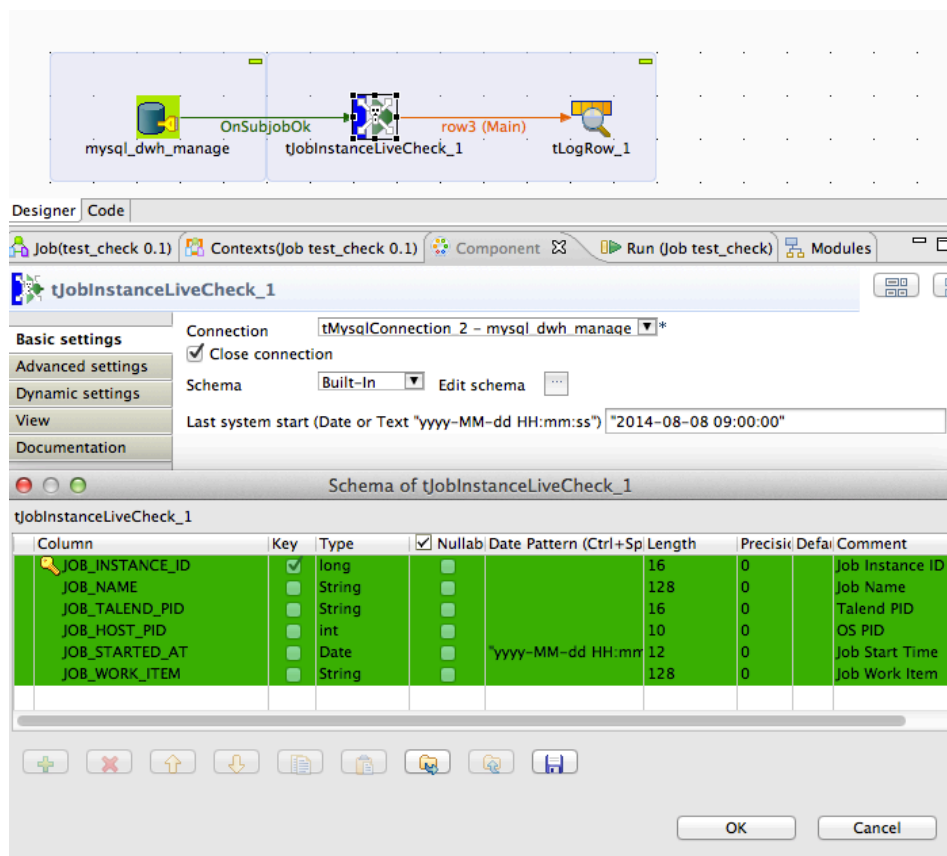 OnSubjobOk
row3 (Main)
mysql_dwh_manage
tJobInstanceLiveCheck_1
tLogRow_1
Designer Code
Job(test_check 0.1) Contexts(Job test_check 0.1) Component Run (Job test_check) Modules
tJobInstanceLiveCheck_1
Basic settings
Advanced settings
Dynamic settings
View
Documentation
Connection tMysqlConnection_2 – mysql_dwh_manage *
Close connection
Schema Built-In Edit schema ...
Last system start (Date or Text "yyyy-MM-dd HH:mm:ss") "2014-08-08 09:00:00"
Schema of tJobInstanceLiveCheck_1
tJobInstanceLiveCheck_1
Column Key Type Nullab Date Pattern (Ctrl+Sp Length Precisic Defau Comment
JOB_INSTANCE_ID long 16 0 Job Instance ID
JOB_NAME String 128 0 Job Name
JOB_TALEND_PID String 16 0 Talend PID
JOB_HOST_PID int 10 0 OS PID
JOB_STARTED_AT Date "yyyy-MM-dd HH:mm 12 0 Job Start Time
JOB_WORK_ITEM String 128 0 Job Work Item
OK Cancel